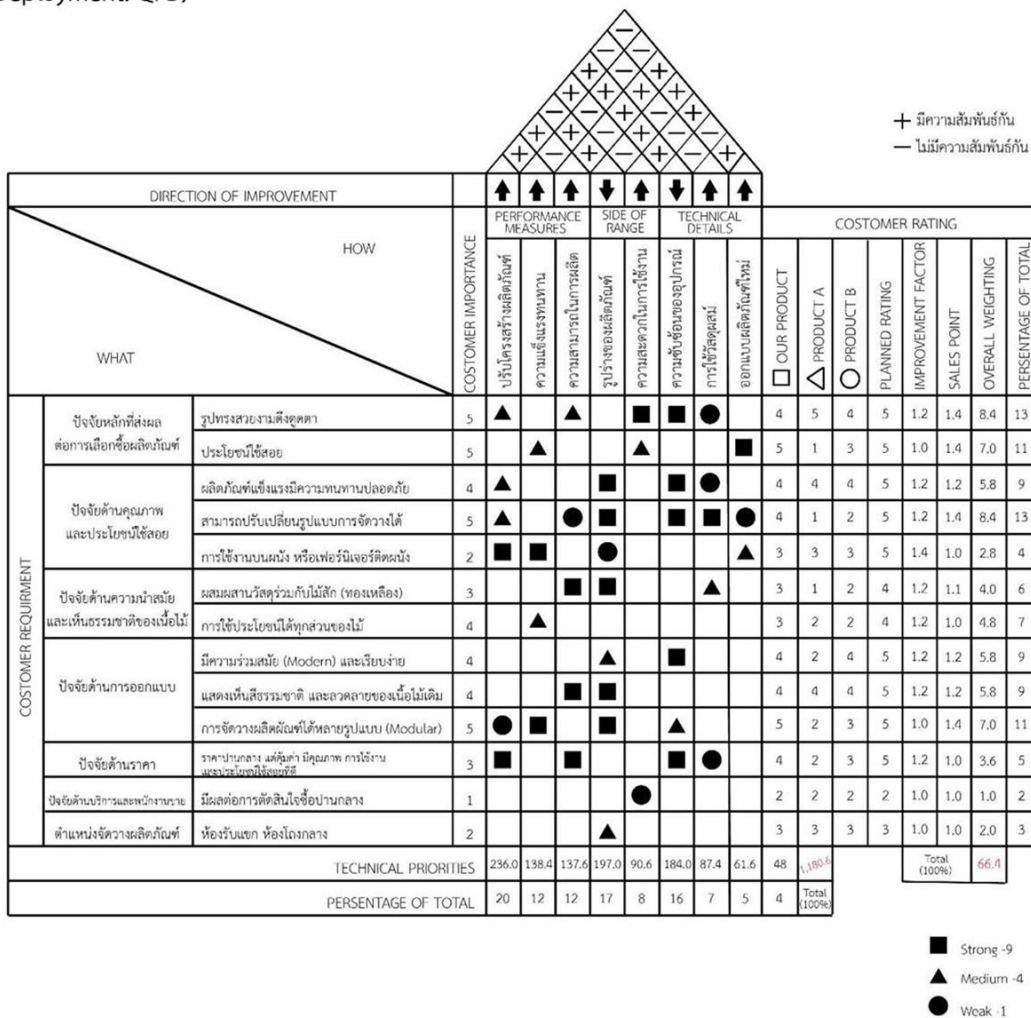 + มีความสัมพันธ์กัน
− ไม่มีความสัมพันธ์กัน
DIRECTION OF IMPROVEMENT
HOW
WHAT
COSTOMER IMPORTANCE
PERFORMANCE MEASURES
SIDE OF RANGE
TECHNICAL DETAILS
COSTOMER RATING
ปรับโครงสร้างผลิตภัณฑ์
ความแข็งแรงทนทาน
ความสามารถในการผลิต
รูปร่างของผลิตภัณฑ์
ความสะดวกในการใช้งาน
ความซับซ้อนของอุปกรณ์
การใช้วัสดุผสม
ออกแบบผลิตภัณฑ์ใหม่
OUR PRODUCT
PRODUCT A
PRODUCT B
PLANNED RATING
IMPROVEMENT FACTOR
SALES POINT
OVERALL WEIGHTING
PERSENTAGE OF TOTAL
COSTOMER REQUIRMENT
ปัจจัยหลักที่ส่งผล
ต่อการเลือกซื้อผลิตภัณฑ์
รูปทรงสวยงามดึงดูดตา 5 4 5 4 5 1.2 1.4 8.4 13
ประโยชน์ใช้สอย 5 5 1 3 5 1.0 1.4 7.0 11
ปัจจัยด้านคุณภาพ
และประโยชน์ใช้สอย
ผลิตภัณฑ์แข็งแรงมีความทนทานปลอดภัย 4 4 4 4 5 1.2 1.2 5.8 9
สามารถปรับเปลี่ยนรูปแบบการจัดวางได้ 5 4 1 2 5 1.2 1.4 8.4 13
การใช้งานบนผนัง หรือเฟอร์นิเจอร์ติดผนัง 2 3 3 3 5 1.4 1.0 2.8 4
ปัจจัยด้านความนำสมัย
และเห็นธรรมชาติของเนื้อไม้
ผสมผสานวัสดุร่วมกับไม้สัก (ทองเหลือง) 3 3 1 2 4 1.2 1.1 4.0 6
การใช้ประโยชน์ได้ทุกส่วนของไม้ 4 3 2 2 4 1.2 1.0 4.8 7
ปัจจัยด้านการออกแบบ
มีความร่วมสมัย (Modern) และเรียบง่าย 4 4 2 4 5 1.2 1.2 5.8 9
แสดงเห็นสีธรรมชาติ และลวดลายของเนื้อไม้เดิม 4 4 4 4 5 1.2 1.2 5.8 9
การจัดวางผลิตผัณฑ์ได้หลายรูปแบบ (Modular) 5 5 2 3 5 1.0 1.4 7.0 11
ปัจจัยด้านราคา
ราคาปานกลาง แต่คุ้มค่า มีคุณภาพ การใช้งาน
และประโยชน์ใช้สอยที่ดี 3 4 2 3 5 1.2 1.0 3.6 5
ปัจจัยด้านบริการและพนักงานขาย มีผลต่อการตัดสินใจซื้อปานกลาง 1 2 2 2 2 1.0 1.0 1.0 2
ตำแหน่งจัดวางผลิตภัณฑ์ ห้องรับแขก ห้องโถงกลาง 2 3 3 3 3 1.0 1.0 2.0 3
TECHNICAL PRIORITIES 236.0 138.4 137.6 197.0 90.6 184.0 87.4 61.6 48 1,180.6 Total (100%) 66.4
PERSENTAGE OF TOTAL 20 12 12 17 8 16 7 5 4 Total (100%)
Strong -9
Medium -4
Weak -1